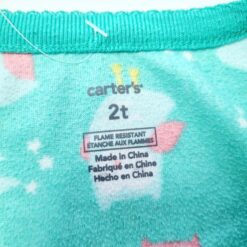 carter's
2t
FLAME RESISTANT
ÉTANCHE AUX FLAMMES
Made in China
Fabriqué en Chine
Hecho en China